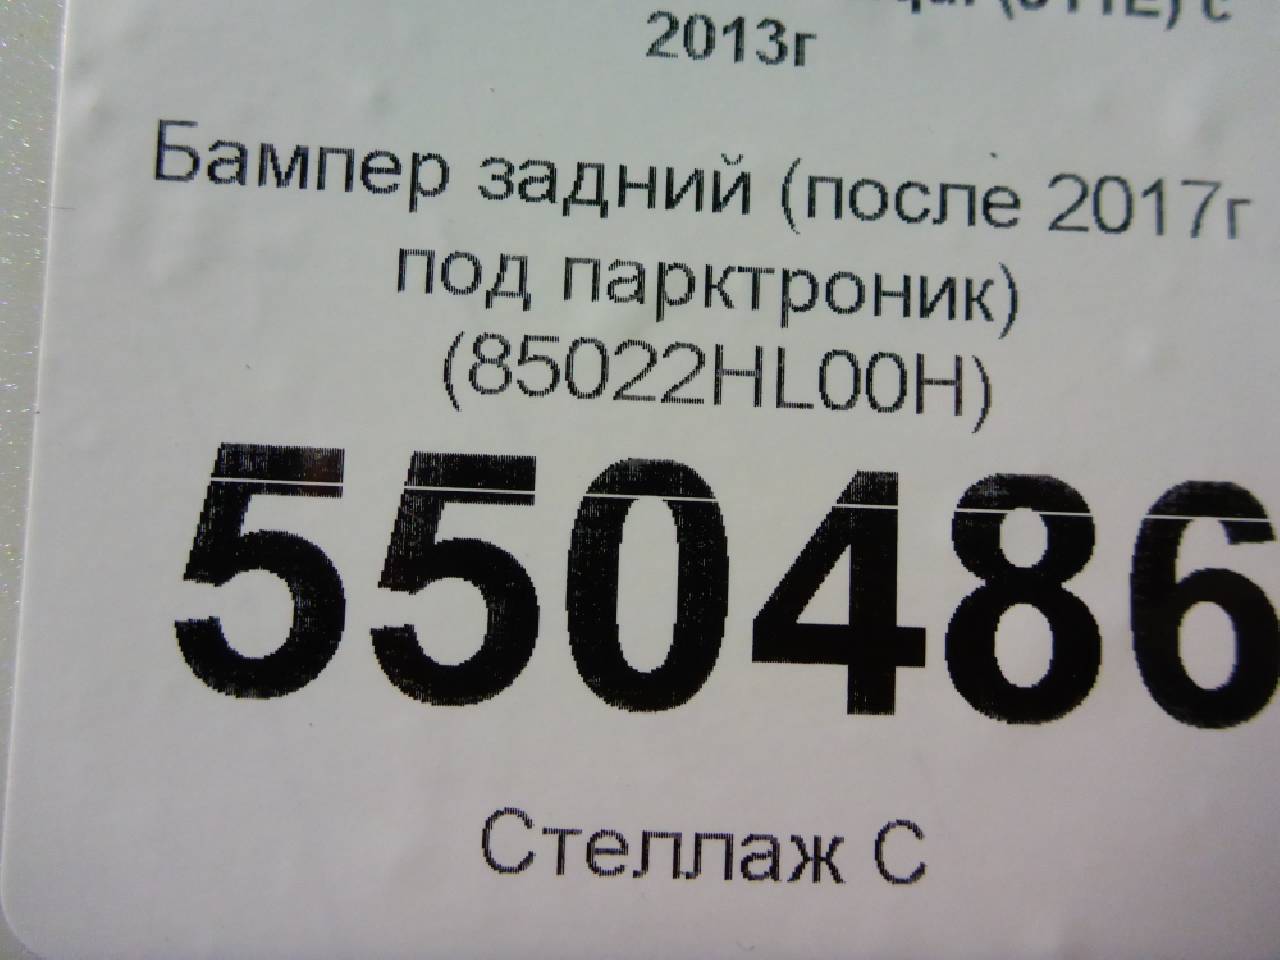 с
2013г
Бампер задний (после 2017г
под парктроник)
(85022HL00H)
550486
Стеллаж С